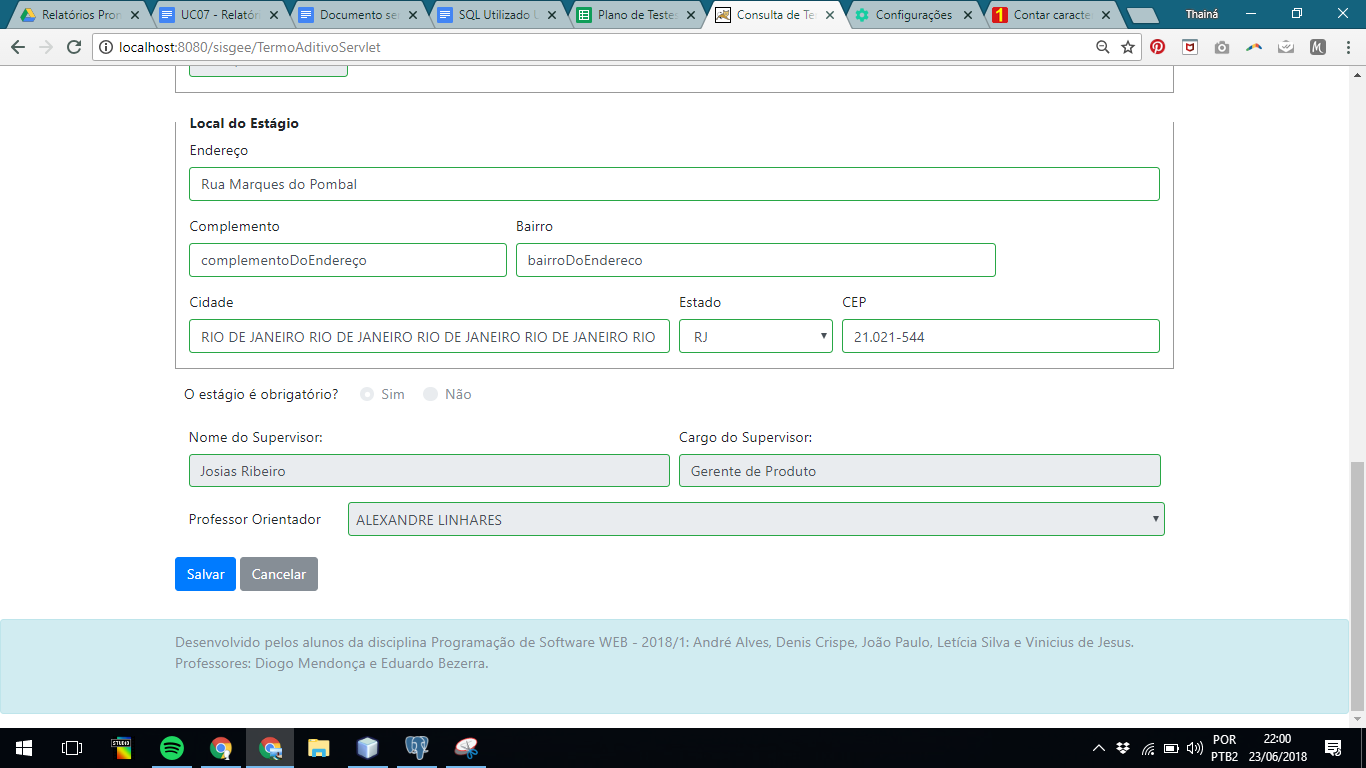 Relatórios Pron
UC07 - Relatóri
Documento se
SQL Utilizado U
Plano de Testes
Consulta de Te
Configurações
Contar caracte
Thainá
localhost:8080/sisgee/TermoAditivoServlet
Local do Estágio
Endereço
Rua Marques do Pombal
Complemento Bairro
complementoDoEndereço bairroDoEndereco
Cidade Estado CEP
RIO DE JANEIRO RIO DE JANEIRO RIO DE JANEIRO RIO DE JANEIRO RIO RJ 21.021-544
O estágio é obrigatório? Sim Não
Nome do Supervisor: Cargo do Supervisor:
Josias Ribeiro Gerente de Produto
Professor Orientador ALEXANDRE LINHARES
Salvar Cancelar
Desenvolvido pelos alunos da disciplina Programação de Software WEB - 2018/1: André Alves, Denis Crispe, João Paulo, Letícia Silva e Vinicius de Jesus.
Professores: Diogo Mendonça e Eduardo Bezerra.
POR 22:00
PTB2 23/06/2018